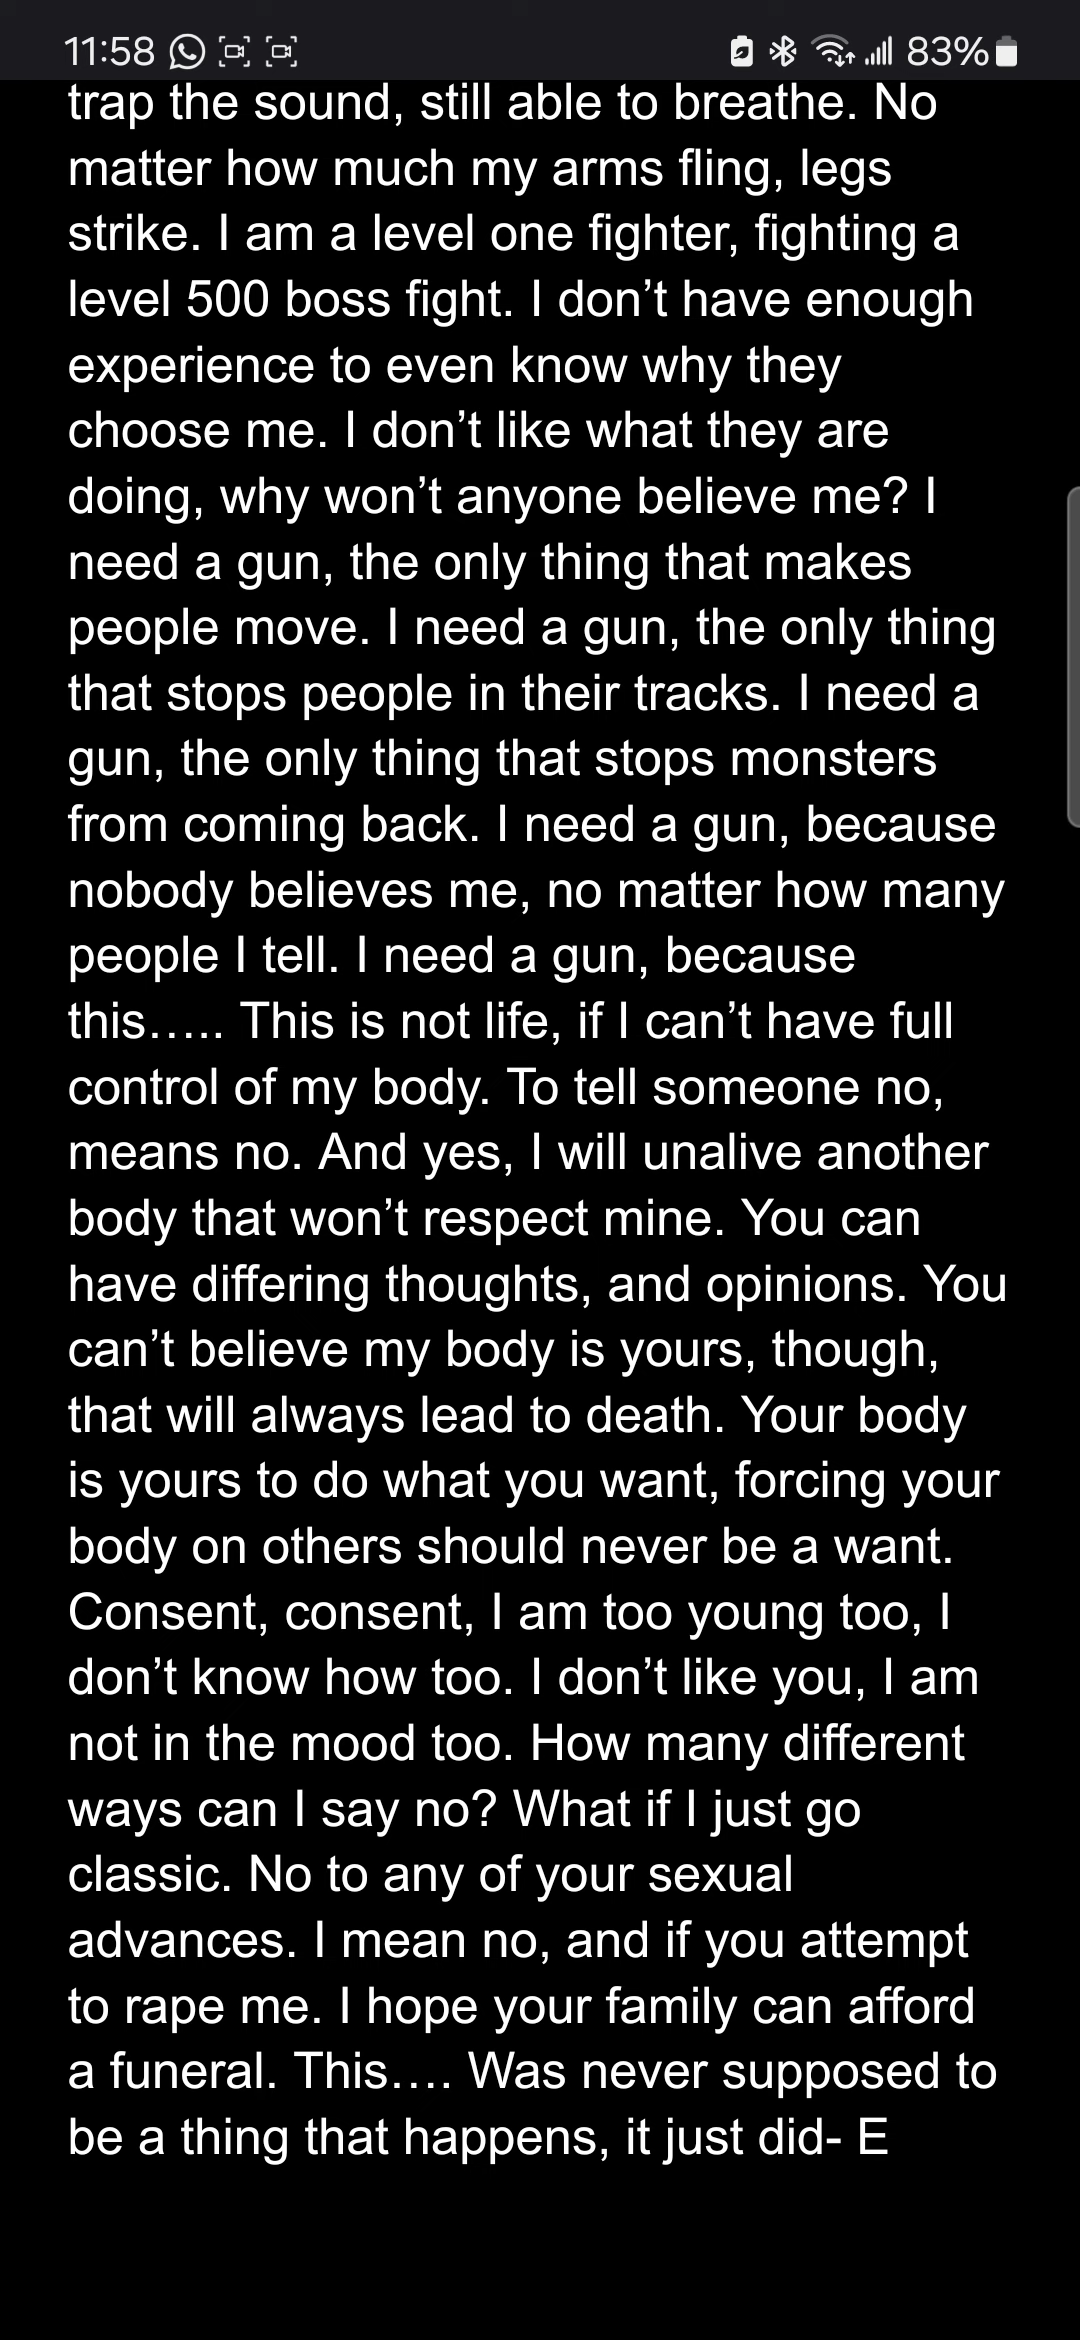 11:58 83%
trap the sound, still able to breathe. No
matter how much my arms fling, legs
strike. I am a level one fighter, fighting a
level 500 boss fight. I don’t have enough
experience to even know why they
choose me. I don’t like what they are
doing, why won’t anyone believe me? I
need a gun, the only thing that makes
people move. I need a gun, the only thing
that stops people in their tracks. I need a
gun, the only thing that stops monsters
from coming back. I need a gun, because
nobody believes me, no matter how many
people I tell. I need a gun, because
this..... This is not life, if I can’t have full
control of my body. To tell someone no,
means no. And yes, I will unalive another
body that won’t respect mine. You can
have differing thoughts, and opinions. You
can’t believe my body is yours, though,
that will always lead to death. Your body
is yours to do what you want, forcing your
body on others should never be a want.
Consent, consent, I am too young too, I
don’t know how too. I don’t like you, I am
not in the mood too. How many different
ways can I say no? What if I just go
classic. No to any of your sexual
advances. I mean no, and if you attempt
to rape me. I hope your family can afford
a funeral. This.... Was never supposed to
be a thing that happens, it just did- E